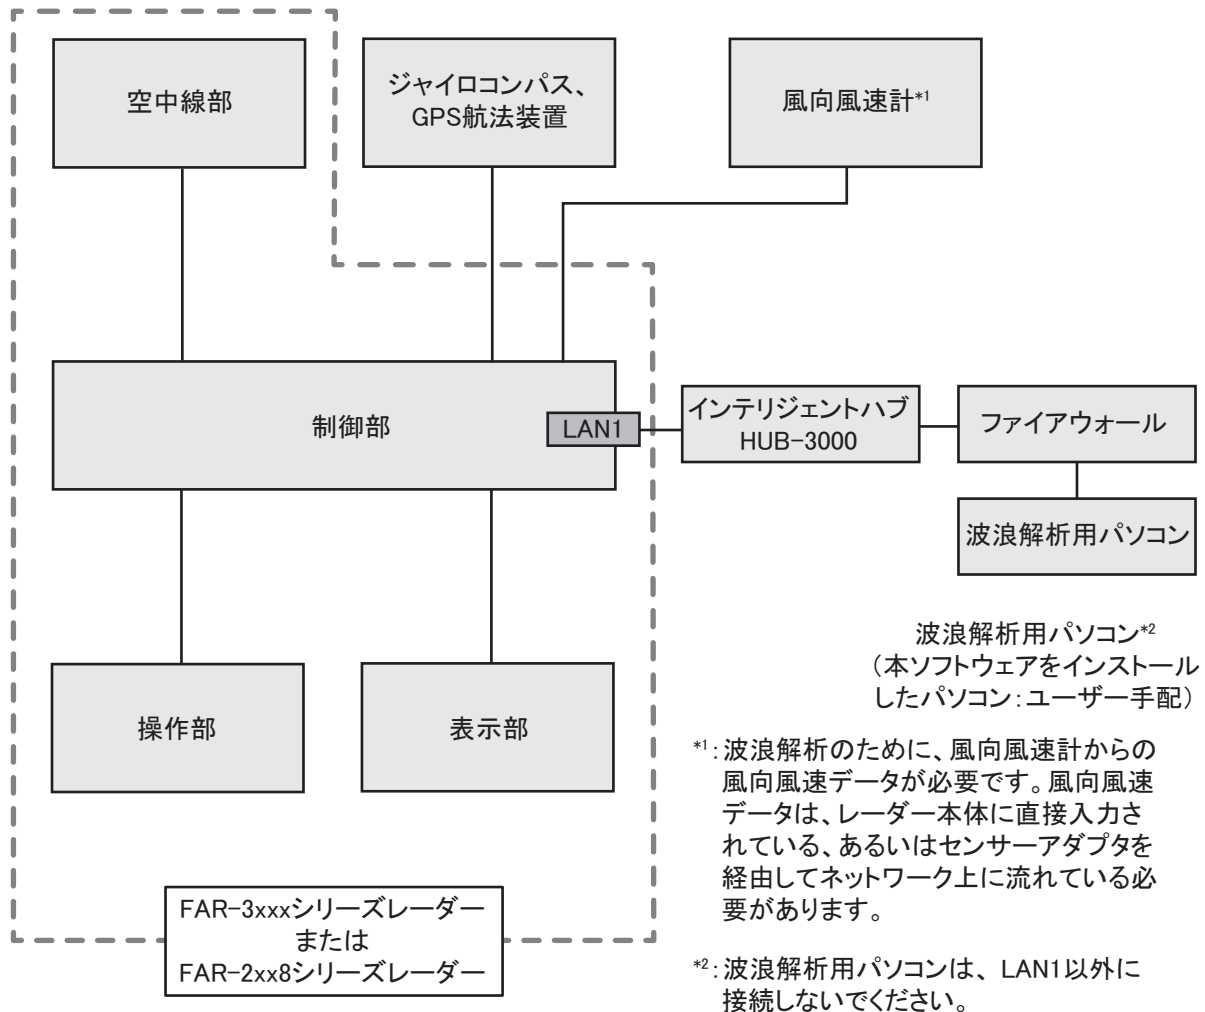 空中線部
ジャイロコンパス、
GPS航法装置
風向風速計*1
制御部
LAN1
インテリジェントハブ
HUB-3000
ファイアウォール
波浪解析用パソコン
波浪解析用パソコン*2
（本ソフトウェアをインストール
したパソコン：ユーザー手配）
操作部
表示部
*1：波浪解析のために、風向風速計からの
風向風速データが必要です。風向風速
データは、レーダー本体に直接入力さ
れている、あるいはセンサーアダプタを
経由してネットワーク上に流れている必
要があります。
FAR-3xxxシリーズレーダー
または
FAR-2xx8シリーズレーダー
*2：波浪解析用パソコンは、LAN1以外に
接続しないでください。